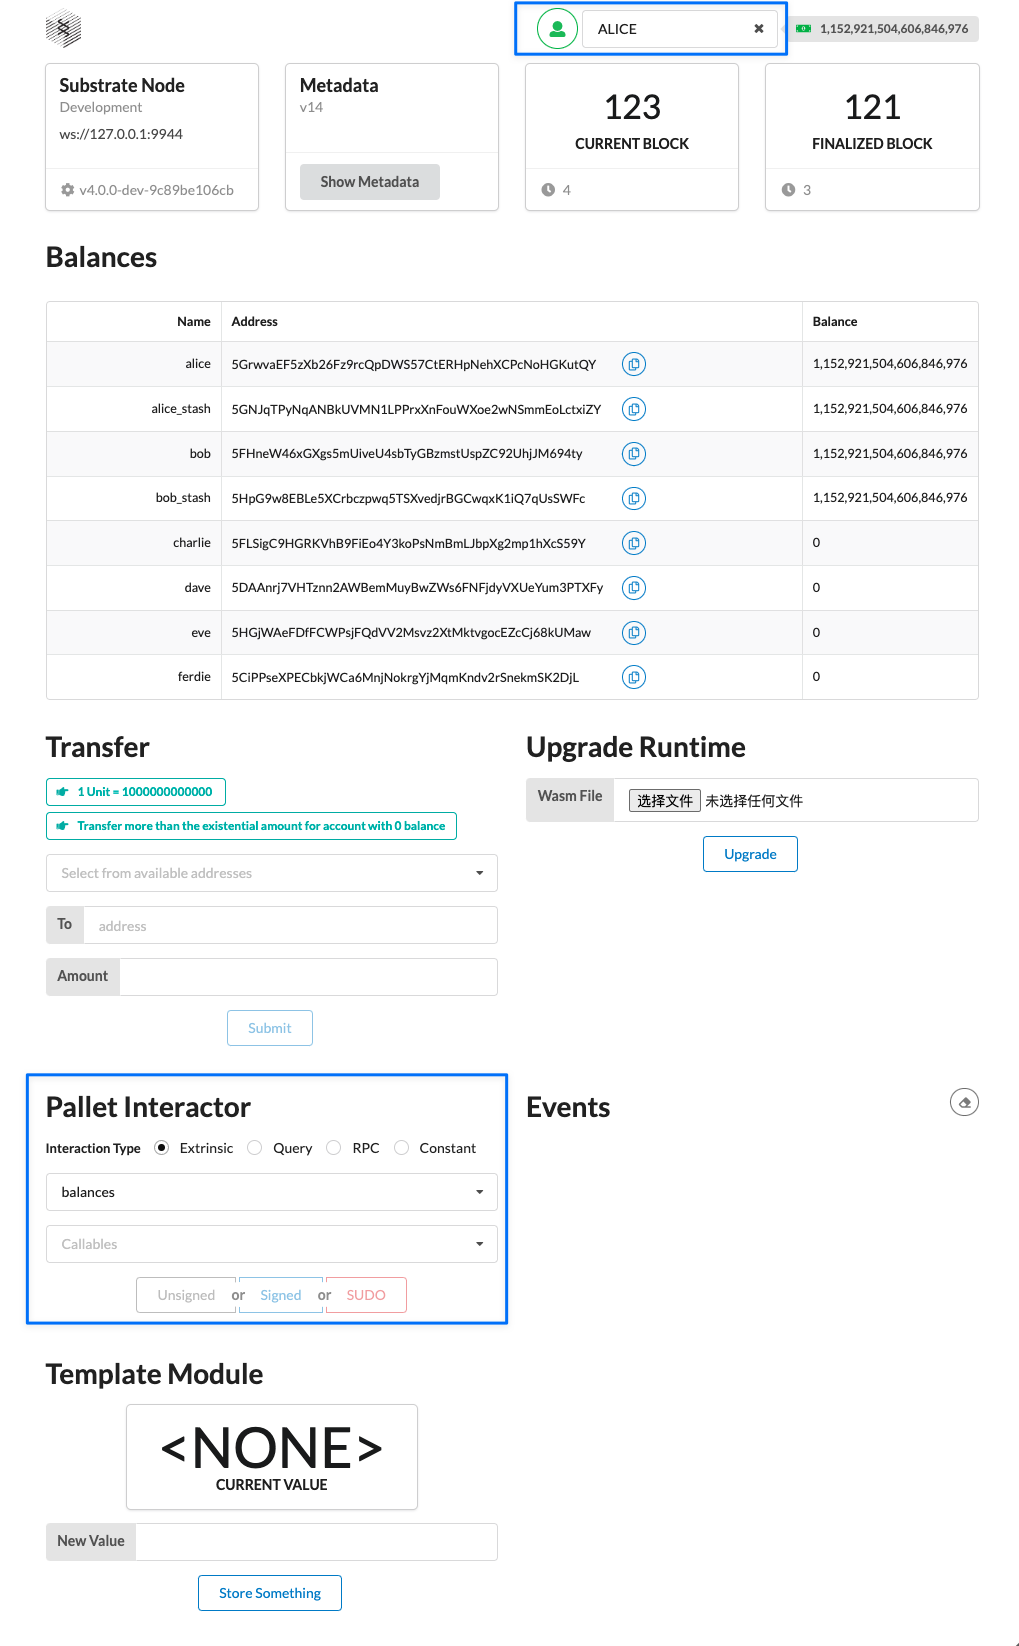 ALICE
1,152,921,504,606,846,976
Substrate Node
Development
ws://127.0.0.1:9944
v4.0.0-dev-9c89be106cb
Metadata
v14
Show Metadata
123
CURRENT BLOCK
4
121
FINALIZED BLOCK
3
Balances
Name Address Balance
alice 5GrwvaEF5zXb26Fz9rcQpDWS57CtERHpNehXCPcNoHGKutQY 1,152,921,504,606,846,976
alice_stash 5GNJqTPyNqANBkUVMN1LPPrxXnFouWXoe2wNSmmEoLctxiZY 1,152,921,504,606,846,976
bob 5FHneW46xGXgs5mUiveU4sbTyGBzmstUspZC92UhjJM694ty 1,152,921,504,606,846,976
bob_stash 5HpG9w8EBLe5XCrbczpwq5TSXvedjrBGCwqxK1iQ7qUsSWFc 1,152,921,504,606,846,976
charlie 5FLSigC9HGRKVhB9FiEo4Y3koPsNmBmLJbpXg2mp1hXcS59Y 0
dave 5DAAnrj7VHTznn2AWBemMuyBwZWs6FNFjdyVXUeYum3PTXFy 0
eve 5HGjWAeFDfFCWPsjFQdVV2Msvz2XtMktvgocEZcCj68kUMaw 0
ferdie 5CiPPseXPECbkjWCa6MnjNokrgYjMqmKndv2rSnekmSK2DjL 0
Transfer
1 Unit = 1000000000000
Transfer more than the existential amount for account with 0 balance
Select from available addresses
To address
Amount
Submit
Upgrade Runtime
Wasm File 选择文件 未选择任何文件
Upgrade
Pallet Interactor
Interaction Type Extrinsic Query RPC Constant
balances
Callables
Unsigned or Signed or SUDO
Events
Template Module
<NONE>
CURRENT VALUE
New Value
Store Something